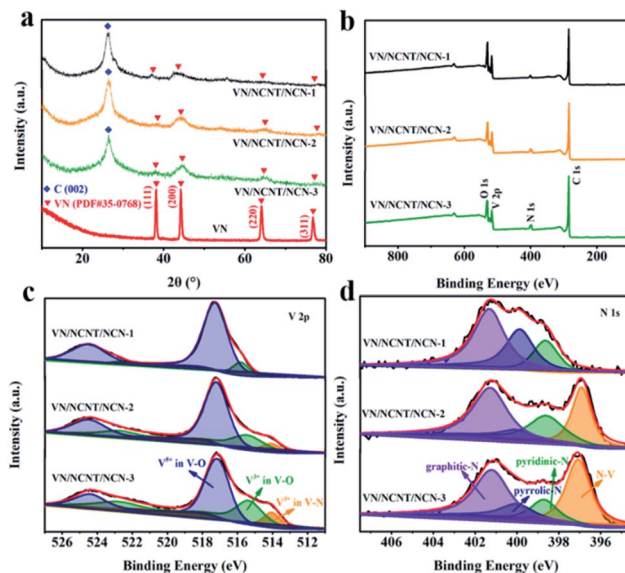 a
Intensity (a.u.)
VN/NCNT/NCN-1
VN/NCNT/NCN-2
VN/NCNT/NCN-3
C (002)
VN (PDF#35-0768)
(111)
(200)
VN
(220)
(311)
10 20 30 40 50 60 70 80
2θ (°)
b
Intensity (a.u.)
VN/NCNT/NCN-1
VN/NCNT/NCN-2
VN/NCNT/NCN-3
O 1s
V 2p
N 1s
C 1s
800 600 400 200
Binding Energy (eV)
c
Intensity (a.u.)
V 2p
VN/NCNT/NCN-1
VN/NCNT/NCN-2
VN/NCNT/NCN-3
in V-O
V³⁺ in V-O
V³⁺ in V-N
526 524 522 520 518 516 514 512
Binding Energy (eV)
d
Intensity (a.u.)
N 1s
VN/NCNT/NCN-1
VN/NCNT/NCN-2
VN/NCNT/NCN-3
graphitic-N
pyrrolic-N
pyridinic-N
N-V
406 404 402 400 398 396
Binding Energy (eV)